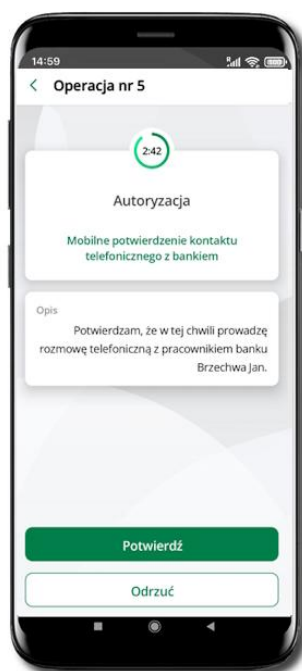 14:59
Operacja nr 5
2:42
Autoryzacja
Mobilne potwierdzenie kontaktu
telefonicznego z bankiem
Opis
Potwierdzam, że w tej chwili prowadzę
rozmowę telefoniczną z pracownikiem banku
Brzechwa Jan.
Potwierdź
Odrzuć